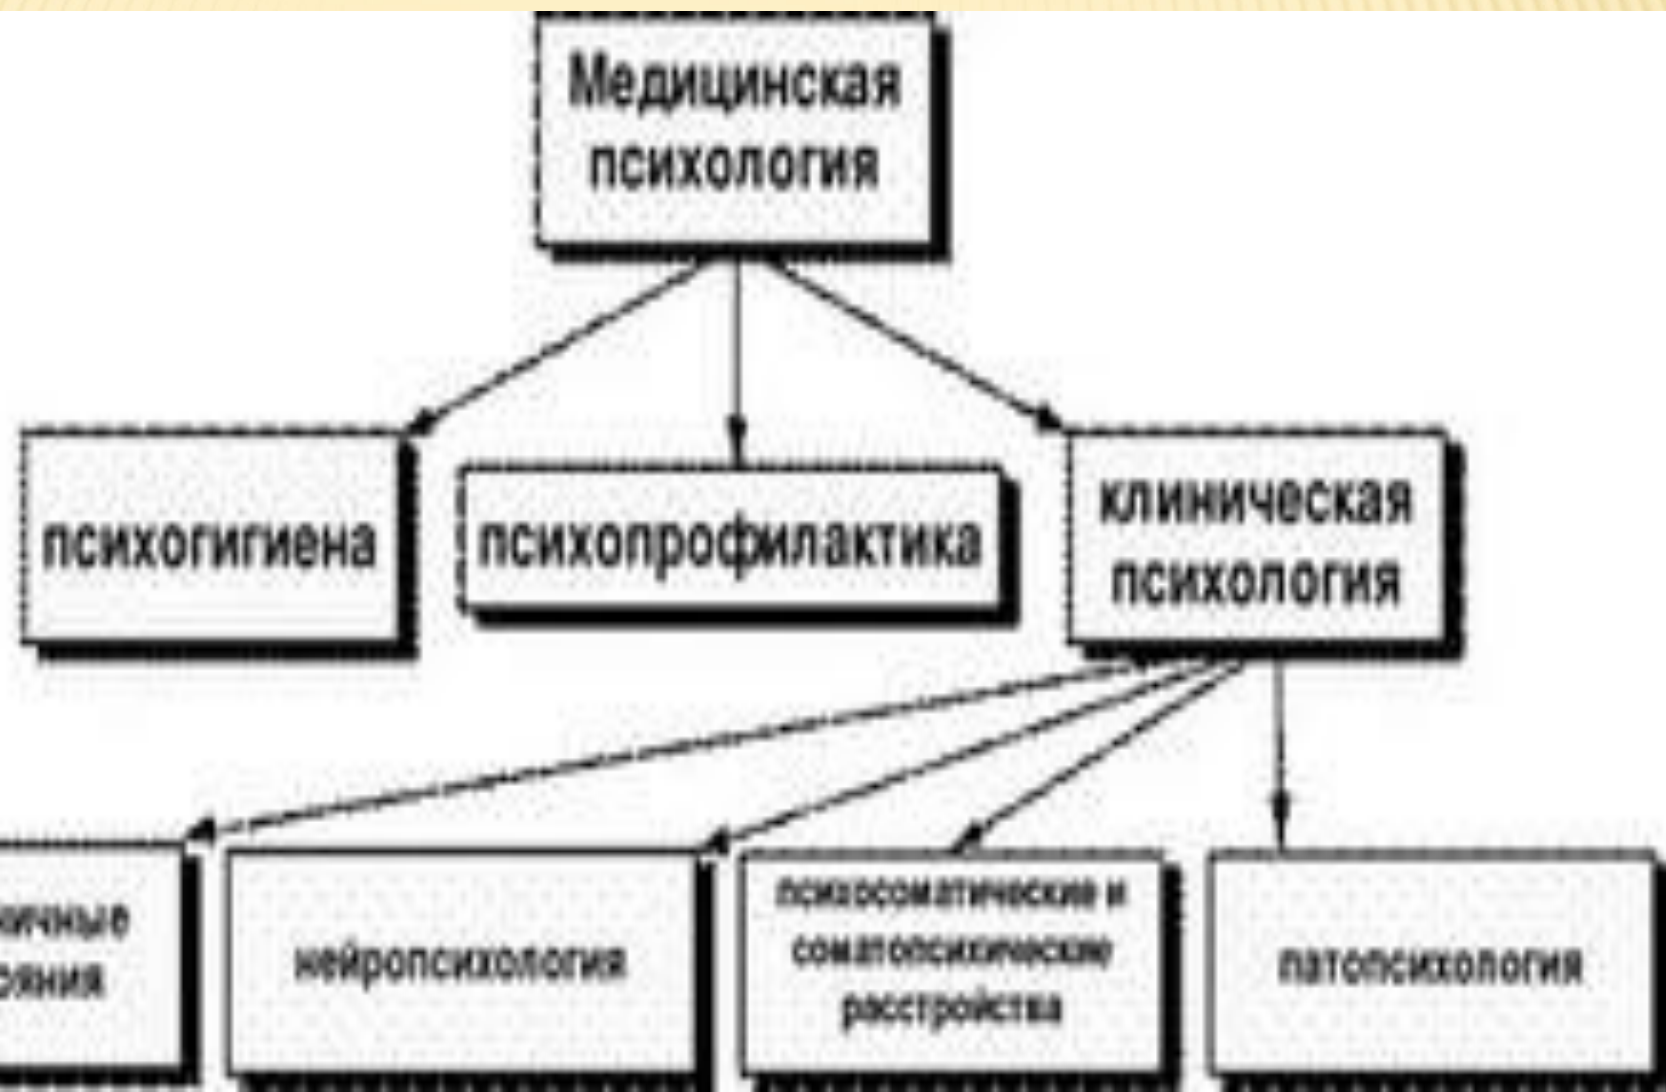 Медицинская
психология
психогигиена
психопрофилактика
клиническая
психология
нейропсихология
психосоматические и
соматопсихические
расстройства
патопсихология